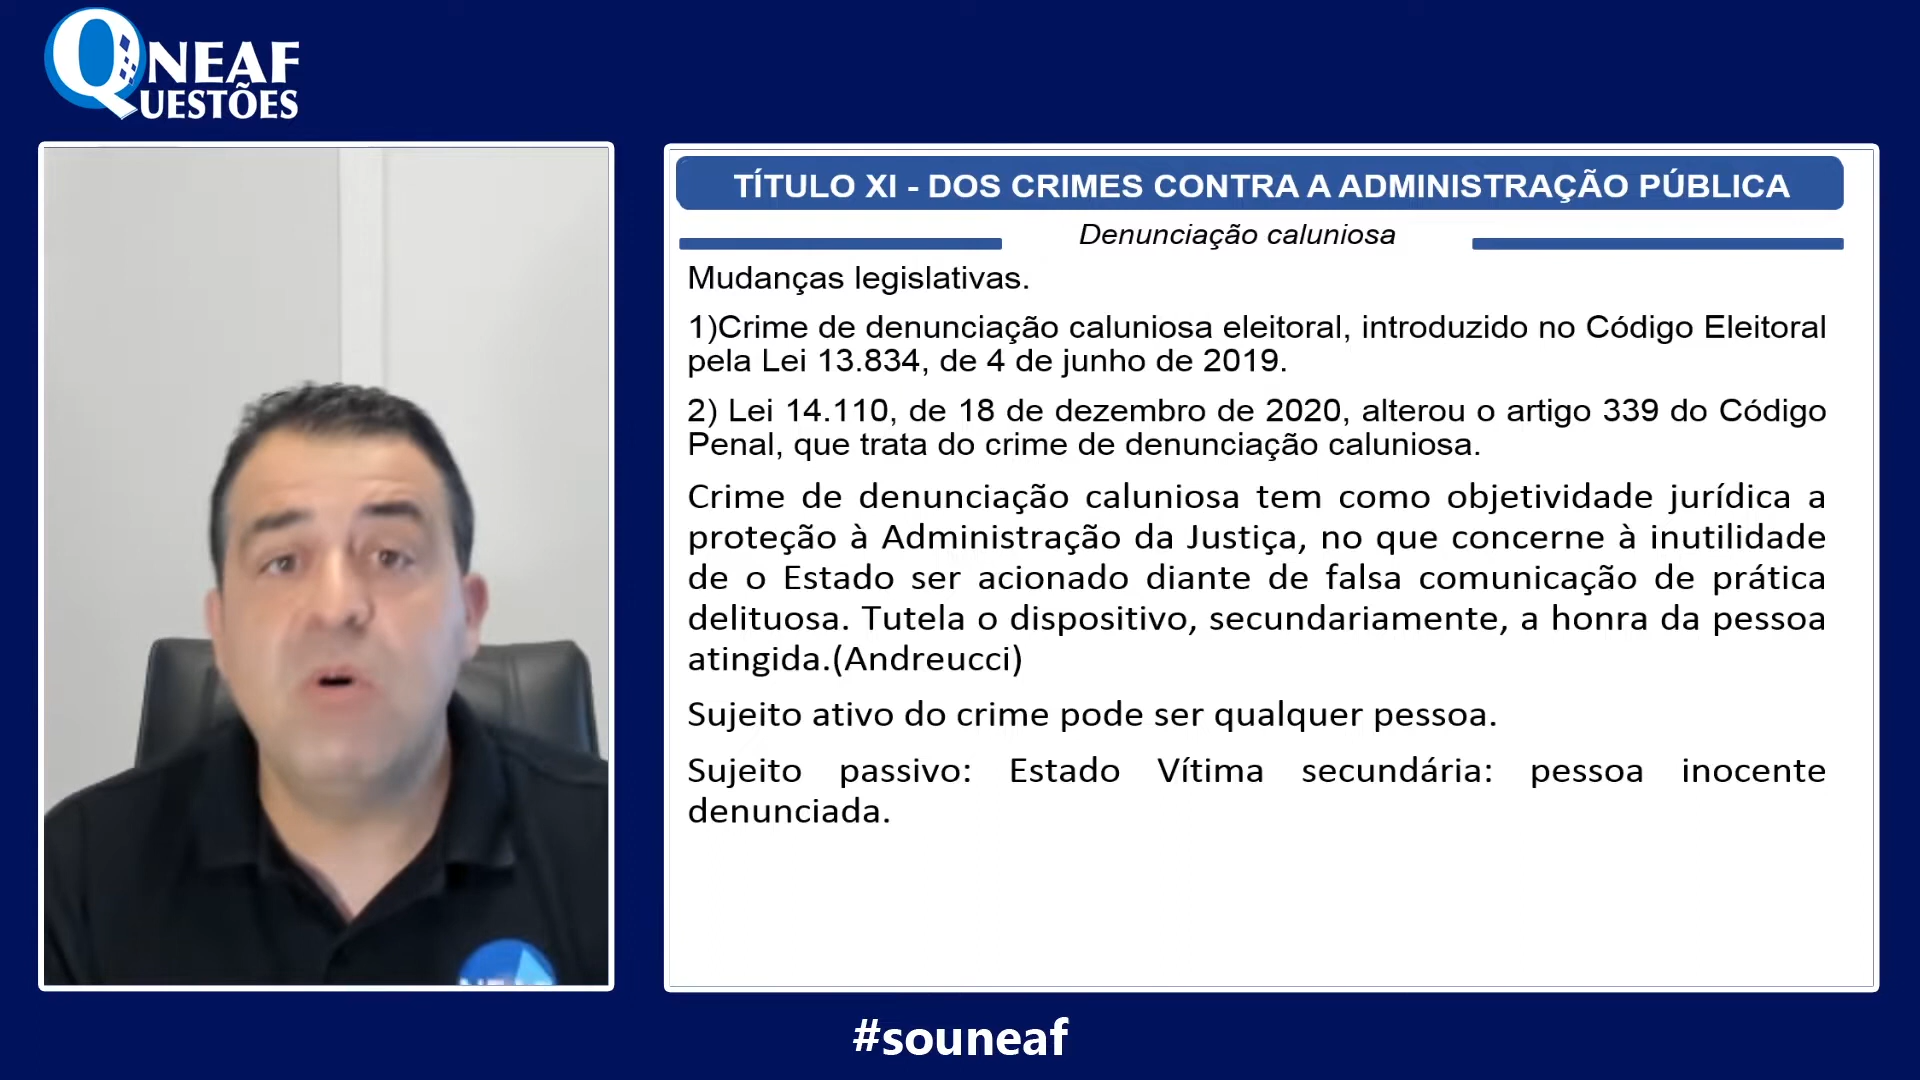 QNEAF
QUESTÕES
TÍTULO XI - DOS CRIMES CONTRA A ADMINISTRAÇÃO PÚBLICA
Denunciação caluniosa
Mudanças legislativas.
1)Crime de denunciação caluniosa eleitoral, introduzido no Código Eleitoral
pela Lei 13.834, de 4 de junho de 2019.
2) Lei 14.110, de 18 de dezembro de 2020, alterou o artigo 339 do Código
Penal, que trata do crime de denunciação caluniosa.
Crime de denunciação caluniosa tem como objetividade jurídica a
proteção à Administração da Justiça, no que concerne à inutilidade
de o Estado ser acionado diante de falsa comunicação de prática
delituosa. Tutela o dispositivo, secundariamente, a honra da pessoa
atingida.(Andreucci)
Sujeito ativo do crime pode ser qualquer pessoa.
Sujeito passivo: Estado Vítima secundária: pessoa inocente
denunciada.
#souneaf